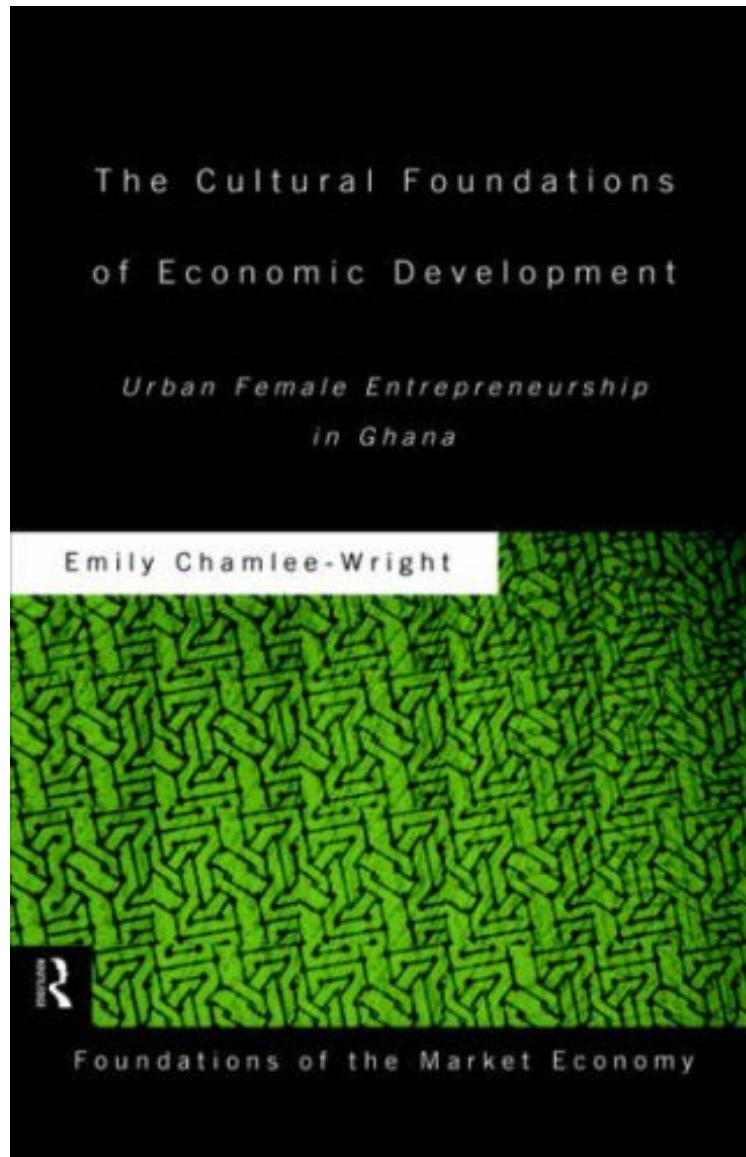 The Cultural Foundations
of Economic Development
Urban Female Entrepreneurship
in Ghana
Emily Chamlee-Wright
ROUTLEDGE
Foundations of the Market Economy